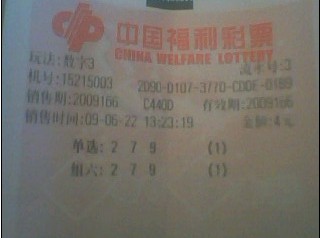 中国福利彩票
CHINA WELFARE LOTTERY
玩法:数字3 流水号:3
机号:15215003 2090-D107-3770-CDDE-0189
销售期:2009166 C440D 有效期:2009166
销售时间:09-06-22 13:23:19 金额:4元
单选: 2 7 9 (1)
组六: 2 7 9 (1)